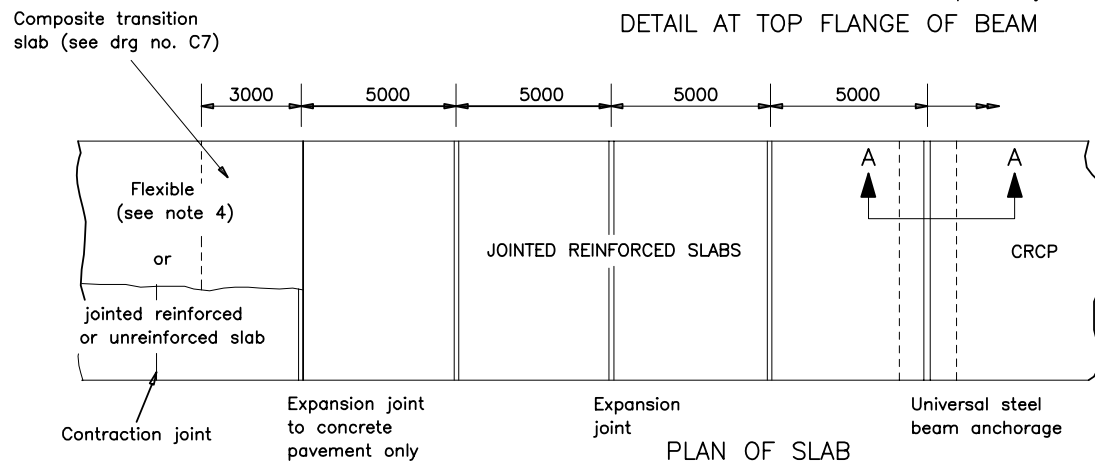 DETAIL AT TOP FLANGE OF BEAM
Composite transition
slab (see drg no. C7)
3000
5000
5000
5000
5000
A
A
Flexible
(see note 4)
or
JOINTED REINFORCED SLABS
CRCP
jointed reinforced
or unreinforced slab
Contraction joint
Expansion joint
to concrete
pavement only
Expansion
joint
Universal steel
beam anchorage
PLAN OF SLAB